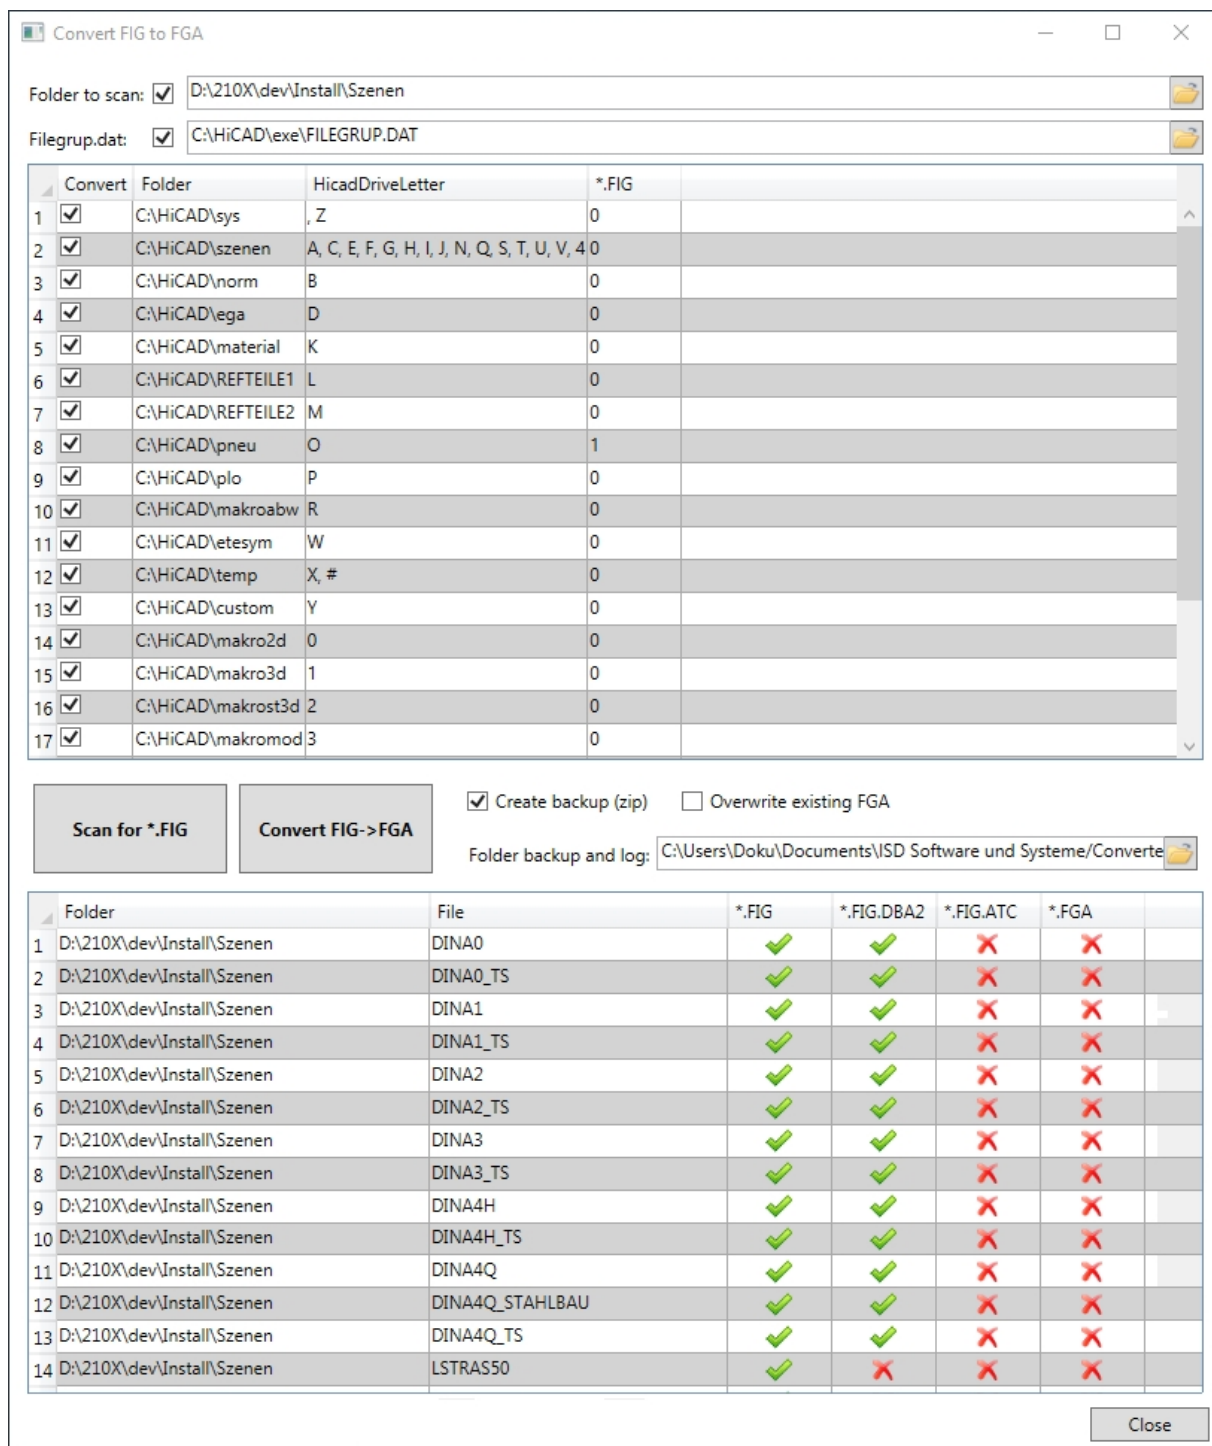 Convert FIG to FGA
Folder to scan: D:\210X\dev\Install\Szenen
Filegrup.dat: C:\HiCAD\exe\FILEGRUP.DAT
Convert Folder HicadDriveLetter *.FIG
1 C:\HiCAD\sys , Z 0
2 C:\HiCAD\szenen A, C, E, F, G, H, I, J, N, Q, S, T, U, V, 4 0
3 C:\HiCAD\norm B 0
4 C:\HiCAD\ega D 0
5 C:\HiCAD\material K 0
6 C:\HiCAD\REFTEILE1 L 0
7 C:\HiCAD\REFTEILE2 M 0
8 C:\HiCAD\pneu O 1
9 C:\HiCAD\plo P 0
10 C:\HiCAD\makroabw R 0
11 C:\HiCAD\etesym W 0
12 C:\HiCAD\temp X, # 0
13 C:\HiCAD\custom Y 0
14 C:\HiCAD\makro2d 0 0
15 C:\HiCAD\makro3d 1 0
16 C:\HiCAD\makrost3d 2 0
17 C:\HiCAD\makromod 3 0
Scan for *.FIG Convert FIG->FGA Create backup (zip) Overwrite existing FGA
Folder backup and log: C:\Users\Doku\Documents\ISD Software und Systeme/Converte
Folder File *.FIG *.FIG.DBA2 *.FIG.ATC *.FGA
1 D:\210X\dev\Install\Szenen DINA0
2 D:\210X\dev\Install\Szenen DINA0_TS
3 D:\210X\dev\Install\Szenen DINA1
4 D:\210X\dev\Install\Szenen DINA1_TS
5 D:\210X\dev\Install\Szenen DINA2
6 D:\210X\dev\Install\Szenen DINA2_TS
7 D:\210X\dev\Install\Szenen DINA3
8 D:\210X\dev\Install\Szenen DINA3_TS
9 D:\210X\dev\Install\Szenen DINA4H
10 D:\210X\dev\Install\Szenen DINA4H_TS
11 D:\210X\dev\Install\Szenen DINA4Q
12 D:\210X\dev\Install\Szenen DINA4Q_STAHLBAU
13 D:\210X\dev\Install\Szenen DINA4Q_TS
14 D:\210X\dev\Install\Szenen LSTRAS50
Close